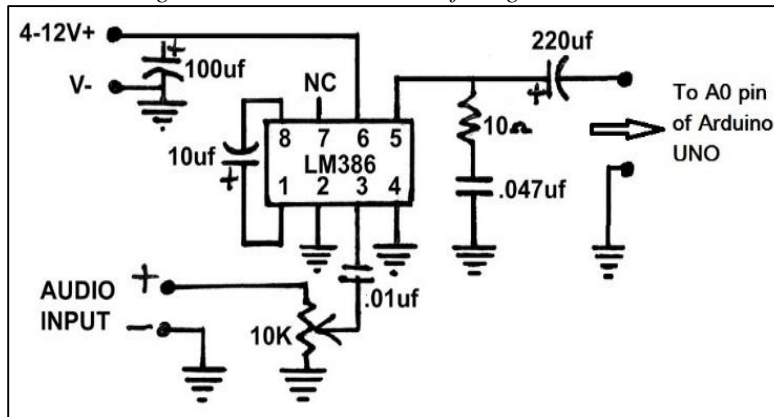 4-12V+
V-
100uf
NC
220uf
To A0 pin
of Arduino
UNO
10Ω
.047uf
8 7 6 5
LM386
1 2 3 4
10uf
+
+
+
.01uf
AUDIO
INPUT
+
-
10K